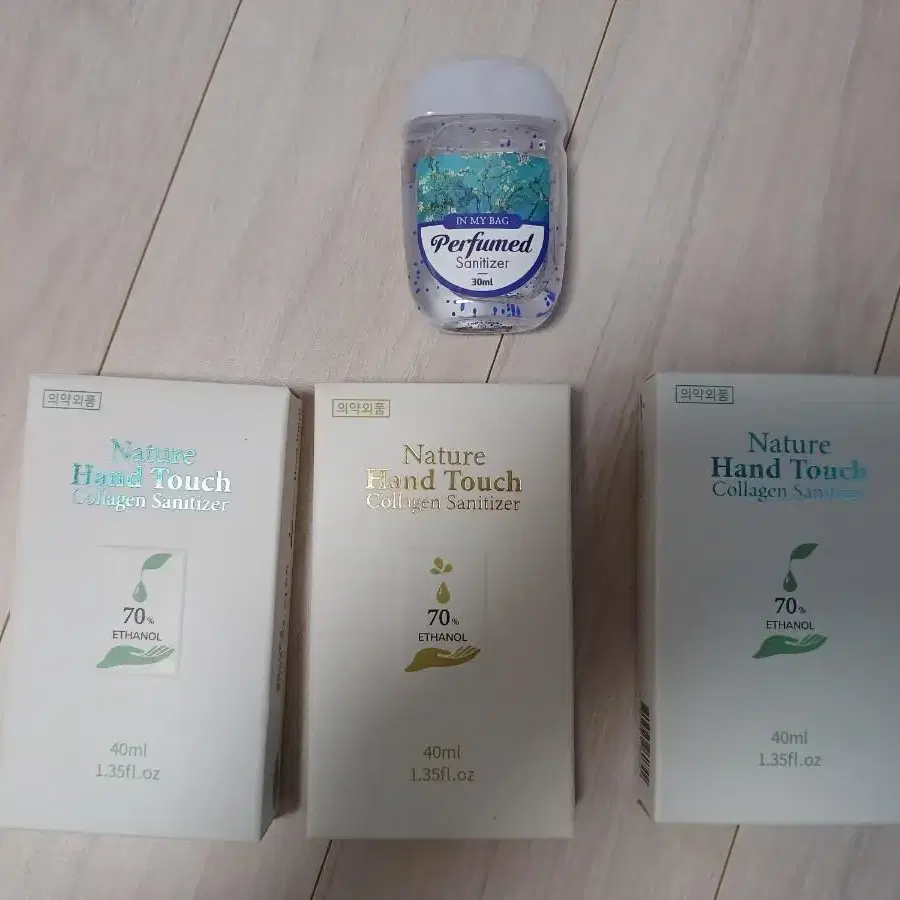 IN MY BAG
Perfumed
Sanitizer
30ml
의약외품
Nature
Hand Touch
Collagen Sanitizer
70%
ETHANOL
40ml
1.35fl.oz
의약외품
Nature
Hand Touch
Collagen Sanitizer
70%
ETHANOL
40ml
1.35fl.oz
의약외품
Nature
Hand Touch
Collagen Sanitizer
70%
ETHANOL
40ml
1.35fl.oz